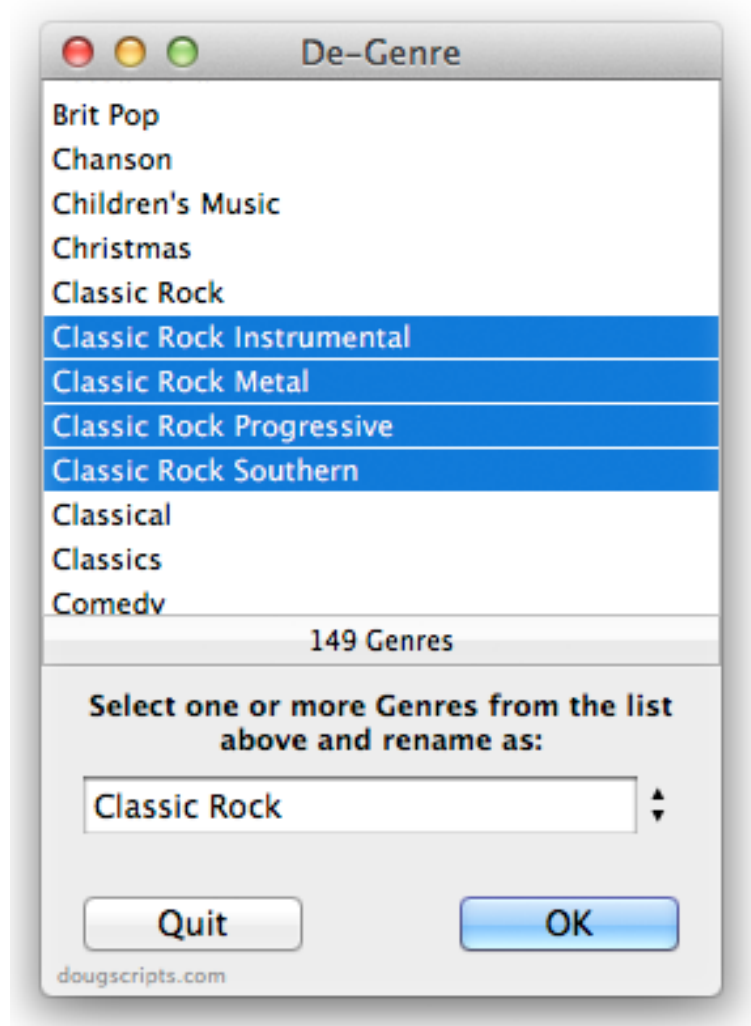 De-Genre
Brit Pop
Chanson
Children's Music
Christmas
Classic Rock
Classic Rock Instrumental
Classic Rock Metal
Classic Rock Progressive
Classic Rock Southern
Classical
Classics
Comedy
149 Genres
Select one or more Genres from the list
above and rename as:
Classic Rock
Quit OK
dougscripts.com